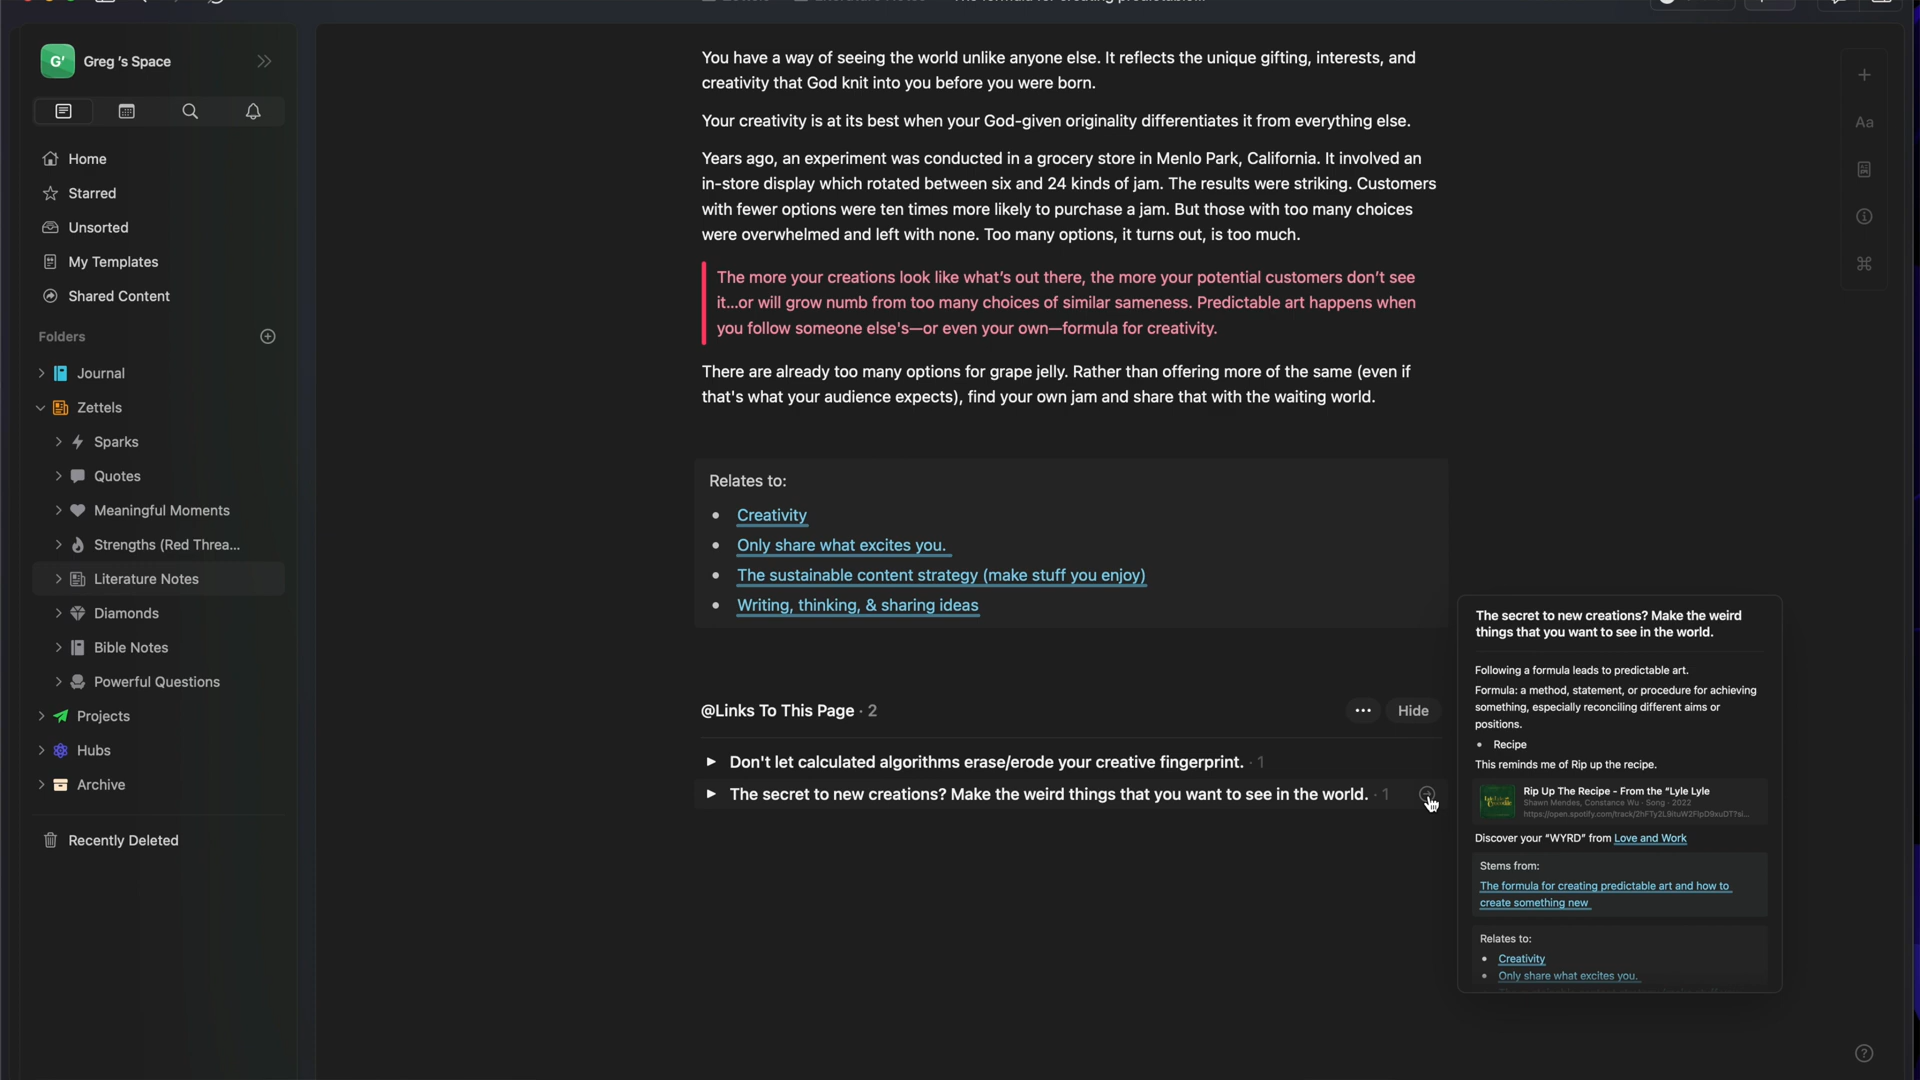 G'
Greg 's Space
Home
Starred
Unsorted
My Templates
Shared Content
Folders
Journal
Zettels
Sparks
Quotes
Meaningful Moments
Strengths (Red Threa...
Literature Notes
Diamonds
Bible Notes
Powerful Questions
Projects
Hubs
Archive
Recently Deleted
You have a way of seeing the world unlike anyone else. It reflects the unique gifting, interests, and
creativity that God knit into you before you were born.
Your creativity is at its best when your God-given originality differentiates it from everything else.
Years ago, an experiment was conducted in a grocery store in Menlo Park, California. It involved an
in-store display which rotated between six and 24 kinds of jam. The results were striking. Customers
with fewer options were ten times more likely to purchase a jam. But those with too many choices
were overwhelmed and left with none. Too many options, it turns out, is too much.
The more your creations look like what's out there, the more your potential customers don't see
it...or will grow numb from too many choices of similar sameness. Predictable art happens when
you follow someone else's—or even your own—formula for creativity.
There are already too many options for grape jelly. Rather than offering more of the same (even if
that's what your audience expects), find your own jam and share that with the waiting world.
Relates to:
• Creativity
• Only share what excites you.
• The sustainable content strategy (make stuff you enjoy)
• Writing, thinking, & sharing ideas
@Links To This Page · 2
Hide
Don't let calculated algorithms erase/erode your creative fingerprint. · 1
The secret to new creations? Make the weird things that you want to see in the world. · 1
The secret to new creations? Make the weird
things that you want to see in the world.
Following a formula leads to predictable art.
Formula: a method, statement, or procedure for achieving
something, especially reconciling different aims or
positions.
• Recipe
This reminds me of Rip up the recipe.
Rip Up The Recipe - From the “Lyle Lyle
Shawn Mendes, Constance Wu · Song · 2022
Discover your “WYRD” from Love and Work
Stems from:
The formula for creating predictable art and how to
create something new
Relates to:
• Creativity
• Only share what excites you.
Aa